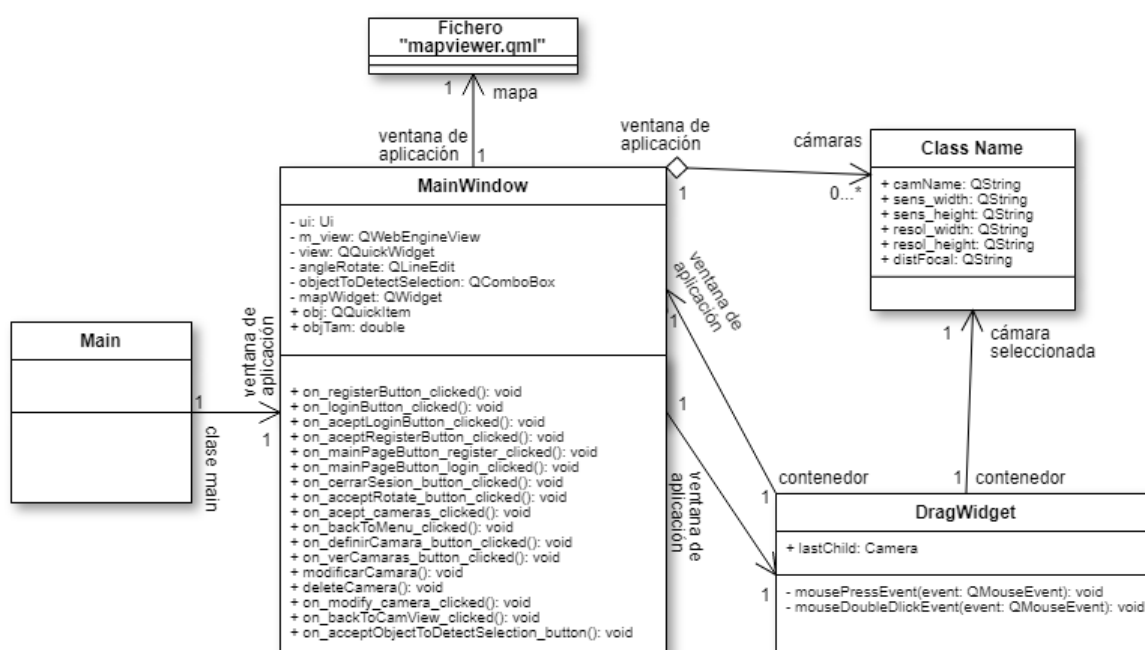 Fichero
"mapviewer.qml"
1
mapa
ventana de
aplicación
1
ventana de
aplicación
1
cámaras
0...*
Class Name
+ camName: QString
+ sens_width: QString
+ sens_height: QString
+ resol_width: QString
+ resol_height: QString
+ distFocal: QString
MainWindow
- ui: Ui
- m_view: QWebEngineView
- view: QQuickWidget
- angleRotate: QLineEdit
- objectToDetectSelection: QComboBox
- mapWidget: QWidget
+ obj: QQuickItem
+ objTam: double
+ on_registerButton_clicked(): void
+ on_loginButton_clicked(): void
+ on_aceptLoginButton_clicked(): void
+ on_aceptRegisterButton_clicked(): void
+ on_mainPageButton_register_clicked(): void
+ on_mainPageButton_login_clicked(): void
+ on_cerrarSesion_button_clicked(): void
+ on_acceptRotate_button_clicked(): void
+ on_acept_cameras_clicked(): void
+ on_backToMenu_clicked(): void
+ on_definirCamara_button_clicked(): void
+ on_verCamaras_button_clicked(): void
+ modificarCamara(): void
+ deleteCamera(): void
+ on_modify_camera_clicked(): void
+ on_backToCamView_clicked(): void
+ on_acceptObjectToDetectSelection_button(): void
Main
1
clase main
ventana de
aplicación
1
ventana de
aplicación
1
1
ventana de
aplicación
1
cámara
seleccionada
contenedor
1
1
contenedor
1
DragWidget
+ lastChild: Camera
- mousePressEvent(event: QMouseEvent): void
- mouseDoubleDlickEvent(event: QMouseEvent): void